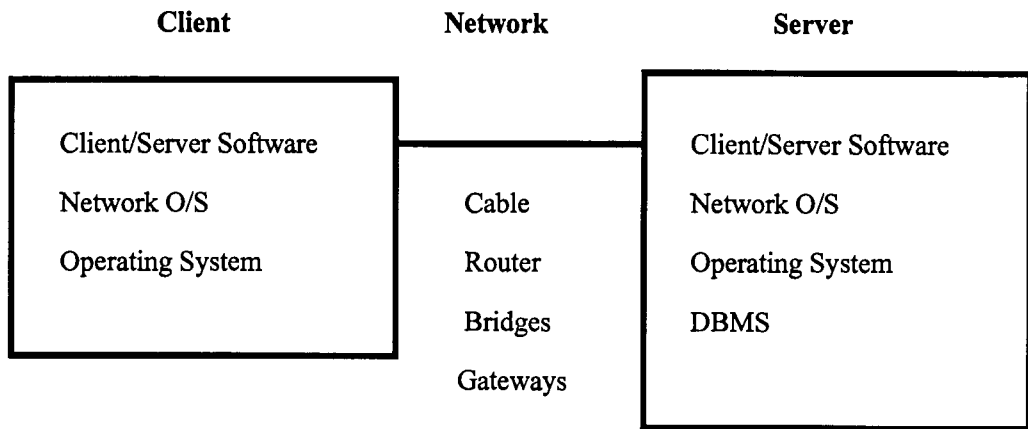 Client
Network
Server
Client/Server Software
Network O/S
Operating System
Cable
Router
Bridges
Gateways
Client/Server Software
Network O/S
Operating System
DBMS